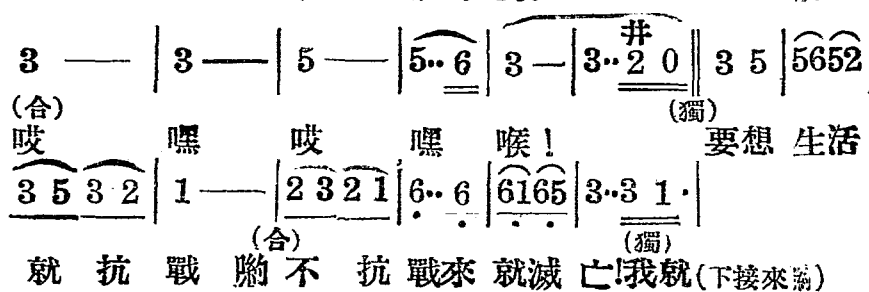 3 — | 3 — | 5 — | 5·· 6 | 3 — | 3·· 2 0 || 3 5 | 5652
(合) (獨)
哎 嘿 哎 嘿 喉！ 要想 生活
3 5 3 2 | 1 — | 2 3 2 1 | 6·· 6 | 6165 | 3·· 3 1 · |
(合) (獨)
就 抗 戰 喲 不 抗 戰來 就滅 亡!我就(下接來喲)